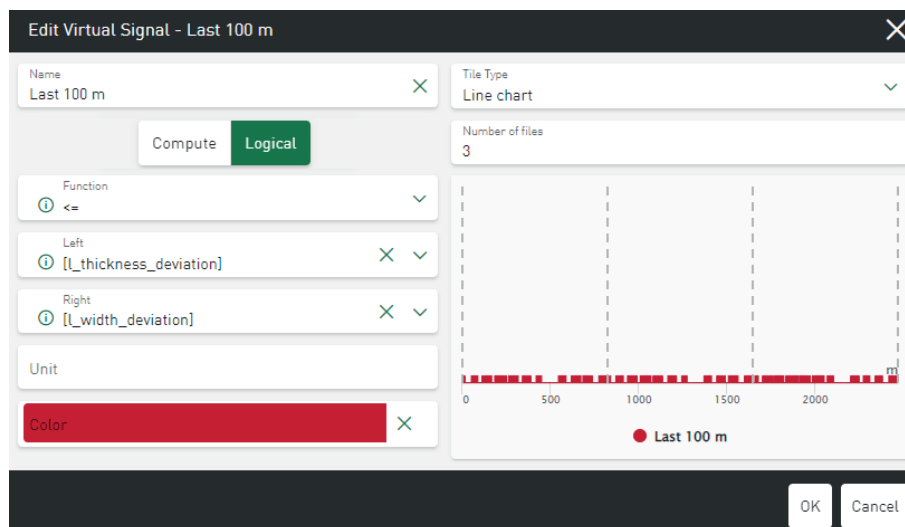 Edit Virtual Signal - Last 100 m
Name
Last 100 m
Compute
Logical
Function
<=
Left
[l_thickness_deviation]
Right
[l_width_deviation]
Unit
Color
Tile Type
Line chart
Number of files
3
m
0 500 1000 1500 2000
Last 100 m
OK
Cancel